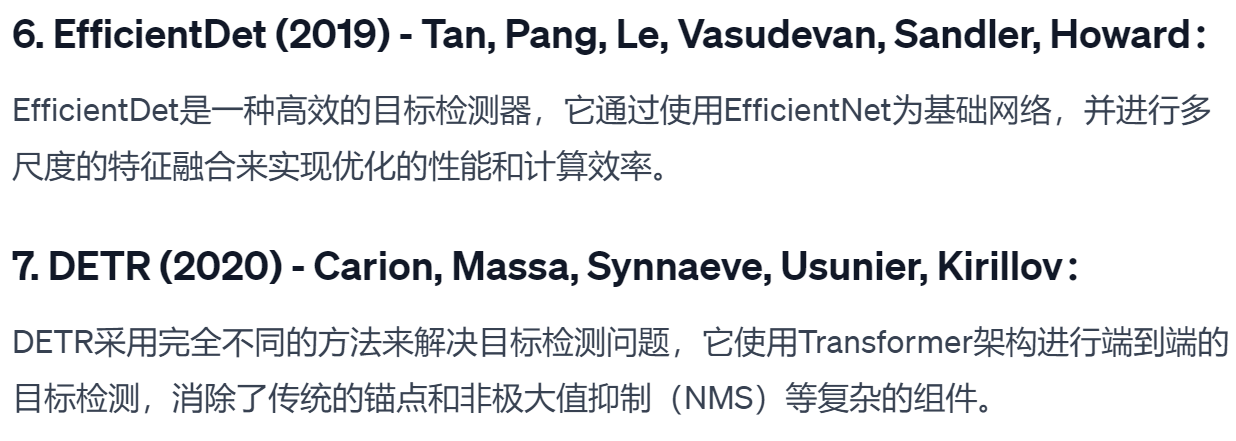 6. EfficientDet (2019) - Tan, Pang, Le, Vasudevan, Sandler, Howard：
EfficientDet是一种高效的目标检测器，它通过使用EfficientNet为基础网络，并进行多
尺度的特征融合来实现优化的性能和计算效率。
7. DETR (2020) - Carion, Massa, Synnaeve, Usunier, Kirillov：
DETR采用完全不同的方法来解决目标检测问题，它使用Transformer架构进行端到端的
目标检测，消除了传统的锚点和非极大值抑制（NMS）等复杂的组件。